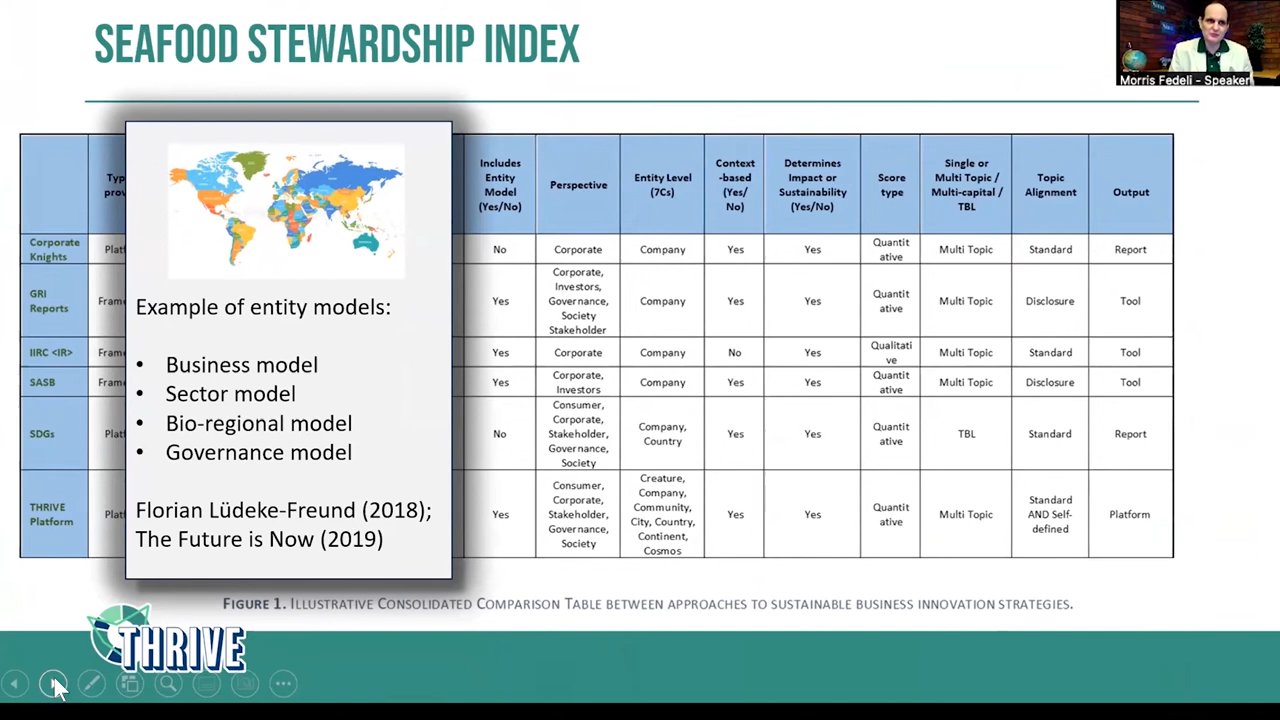 SEAFOOD STEWARDSHIP INDEX
Morris Fedeli - Speaker
Includes
Entity
Model
(Yes/No)
Perspective
Entity Level
(7Cs)
Context
-based
(Yes/
No)
Determines
Impact or
Sustainability
(Yes/No)
Score
type
Single or
Multi Topic /
Multi-capital /
TBL
Topic
Alignment
Output
Corporate
Knights
No
Corporate
Company
Yes
Yes
Quantit
ative
Multi Topic
Standard
Report
GRI
Reports
Yes
Corporate,
Investors,
Governance,
Society
Stakeholder
Company
Yes
Yes
Quantit
ative
Multi Topic
Disclosure
Tool
IIRC <IR>
Yes
Corporate
Company
No
Yes
Qualitati
ve
Multi Topic
Standard
Tool
SASB
Yes
Corporate,
Investors
Company
Yes
Yes
Quantit
ative
Multi Topic
Disclosure
Tool
SDGs
No
Consumer,
Corporate,
Stakeholder,
Governance,
Society
Company,
Country
Yes
Yes
Quantit
ative
TBL
Standard
Report
THRIVE
Platform
Yes
Consumer,
Corporate,
Stakeholder,
Governance,
Society
Creature,
Company,
Community,
City, Country,
Continent,
Cosmos
Yes
Yes
Quantit
ative
Multi Topic
Standard
AND Self-
defined
Platform
Example of entity models:
• Business model
• Sector model
• Bio-regional model
• Governance model
Florian Lüdeke-Freund (2018);
The Future is Now (2019)
FIGURE 1. ILLUSTRATIVE CONSOLIDATED COMPARISON TABLE BETWEEN APPROACHES TO SUSTAINABLE BUSINESS INNOVATION STRATEGIES.
THRIVE